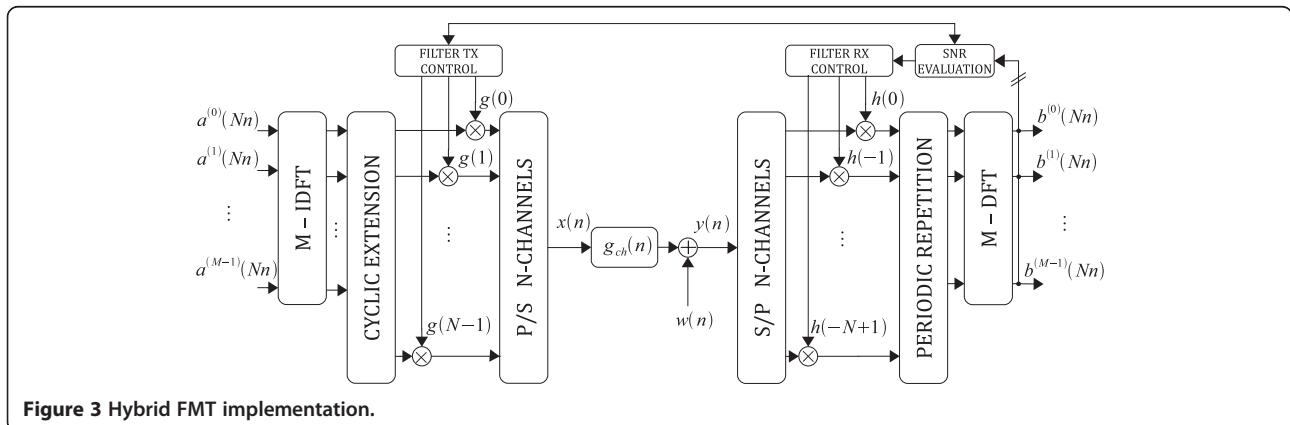 FILTER TX
CONTROL
FILTER RX
CONTROL
SNR
EVALUATION
g(0)
h(0)
a^{(0)}(Nn)
b^{(0)}(Nn)
a^{(1)}(Nn)
g(1)
h(−1)
b^{(1)}(Nn)
⋮
...
M – IDFT
CYCLIC EXTENSION
P/S N-CHANNELS
x(n)
g_{ch}(n)
y(n)
S/P N-CHANNELS
PERIODIC REPETITION
M – DFT
a^{(M−1)}(Nn)
b^{(M−1)}(Nn)
w(n)
g(N−1)
h(−N+1)
Figure 3 Hybrid FMT implementation.